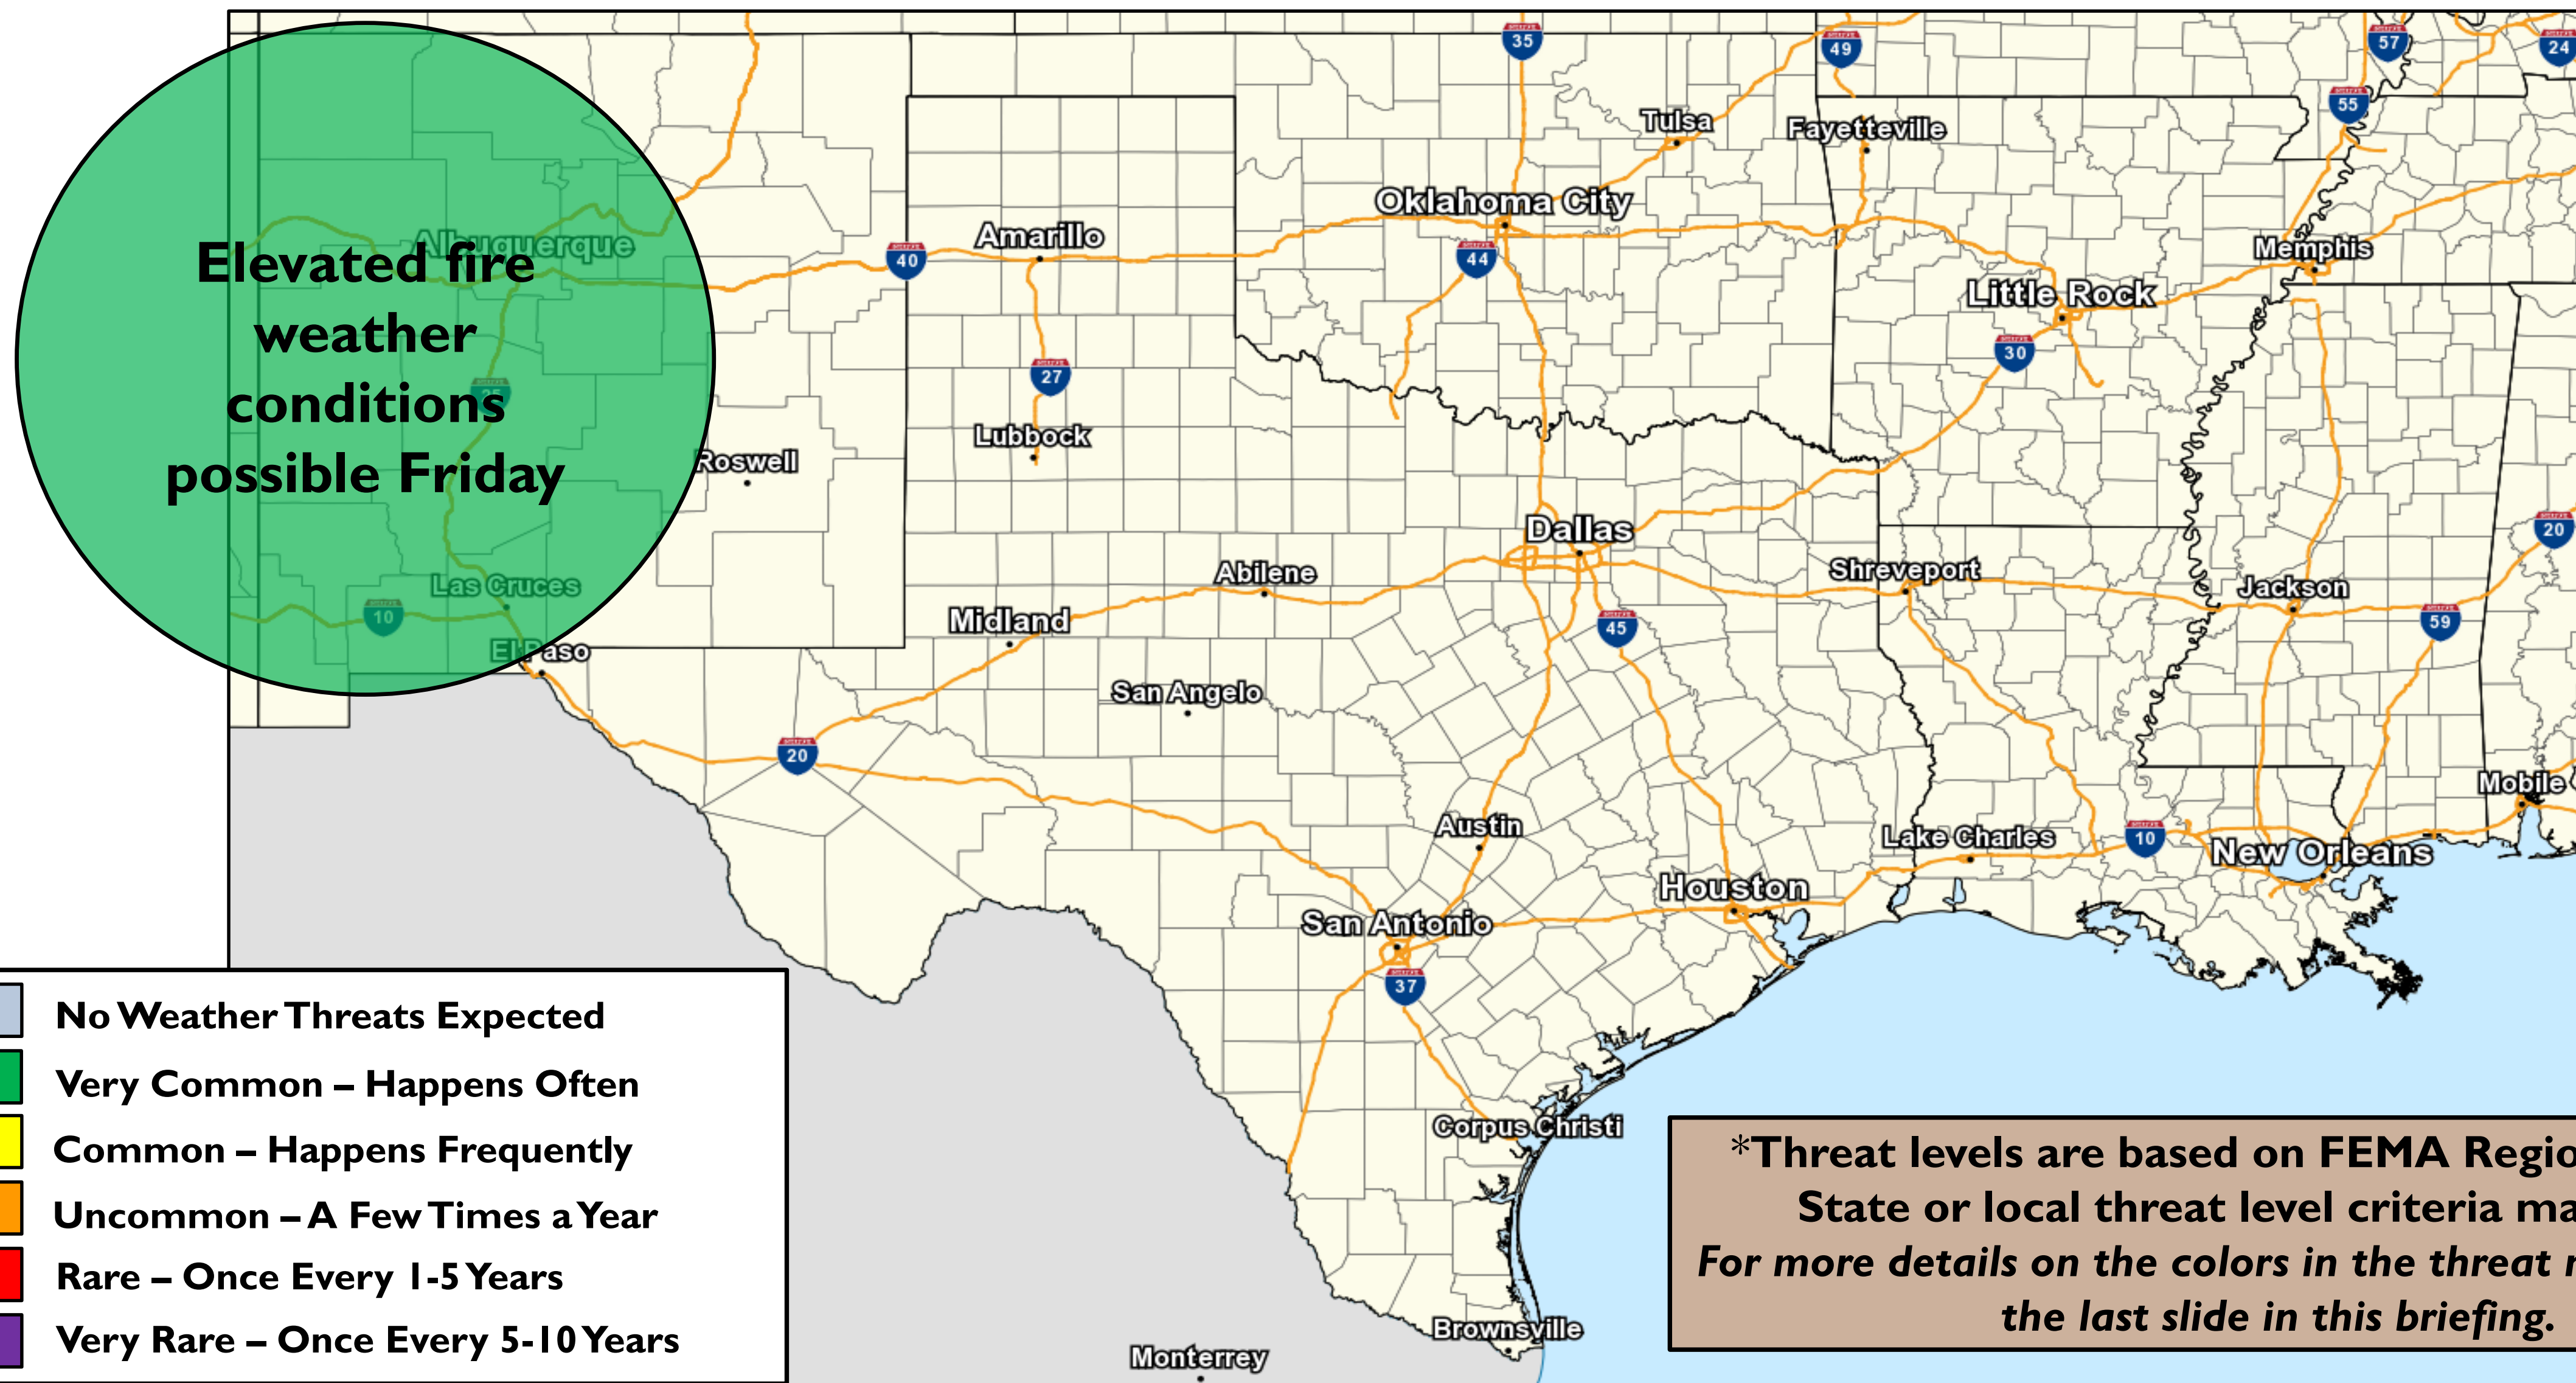 35
49
57
24
55
Tulsa
Fayetteville
Oklahoma City
Amarillo
40
44
Memphis
Albuquerque
Elevated fire
weather
conditions
possible Friday
25
Little Rock
30
27
Lubbock
Roswell
Dallas
20
Abilene
Shreveport
Jackson
Las Cruces
10
Midland
45
59
El Paso
San Angelo
20
Mobile
Austin
Lake Charles
10
New Orleans
Houston
San Antonio
37
Corpus Christi
Brownsville
Monterrey
No Weather Threats Expected
Very Common – Happens Often
Common – Happens Frequently
Uncommon – A Few Times a Year
Rare – Once Every 1-5 Years
Very Rare – Once Every 5-10 Years
*Threat levels are based on FEMA
State or local threat level criteria
For more details on the colors in the threat
the last slide in this briefing.